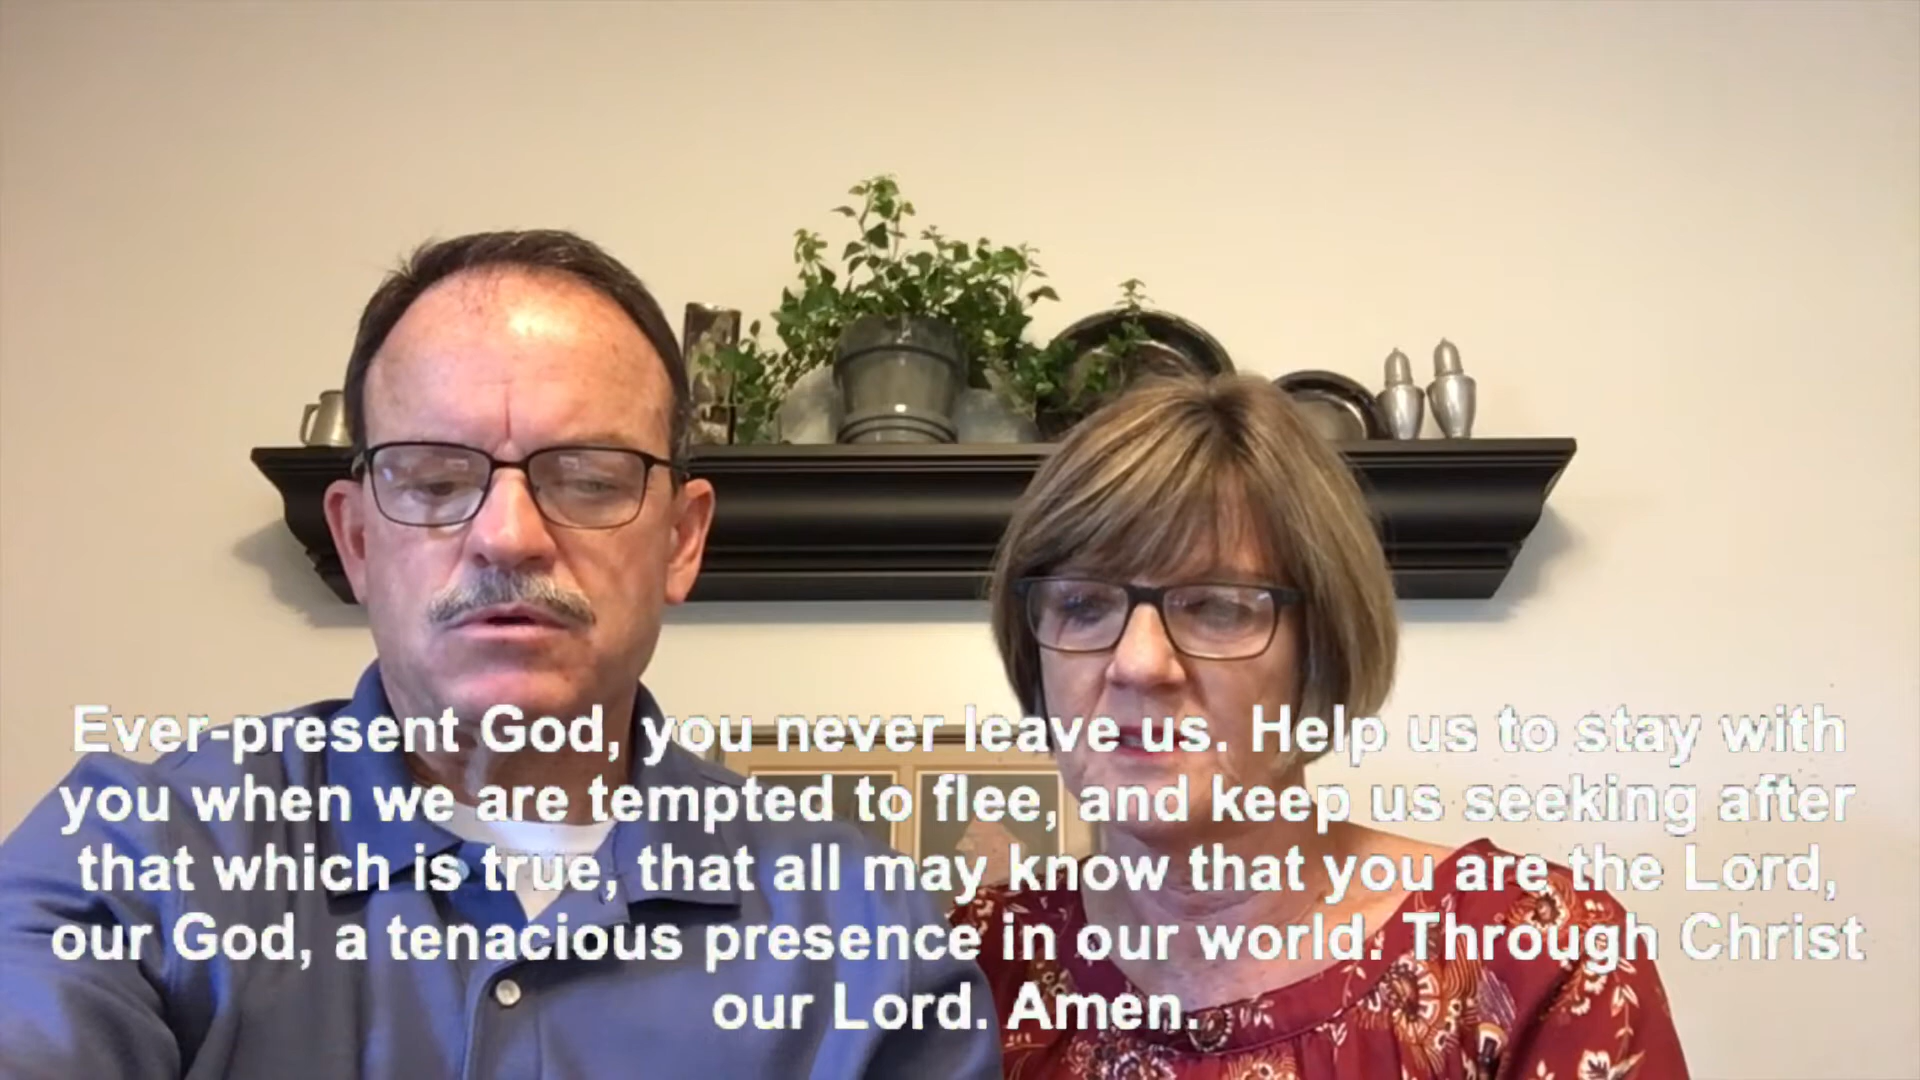 Ever-present God, you never leave us. Help us to stay with
you when we are tempted to flee, and keep us seeking after
that which is true, that all may know that you are the Lord,
our God, a tenacious presence in our world. Through Christ
our Lord. Amen.